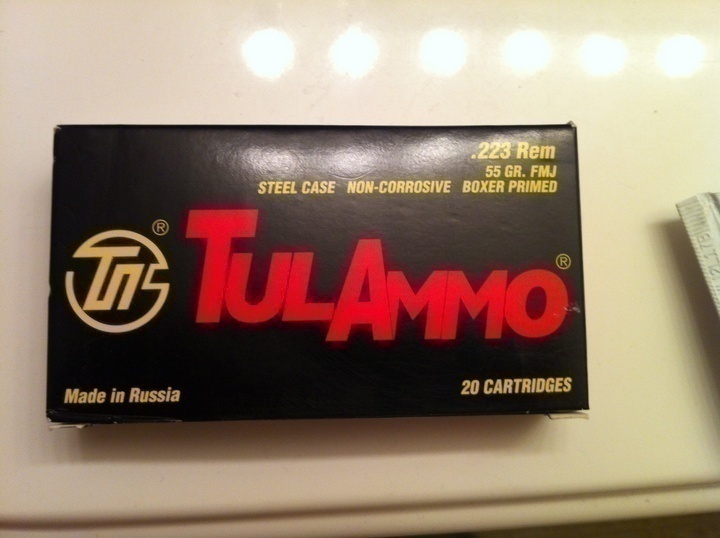 .223 Rem
55 GR. FMJ
STEEL CASE NON-CORROSIVE BOXER PRIMED
®
TULAMMO®
Made in Russia
20 CARTRIDGES